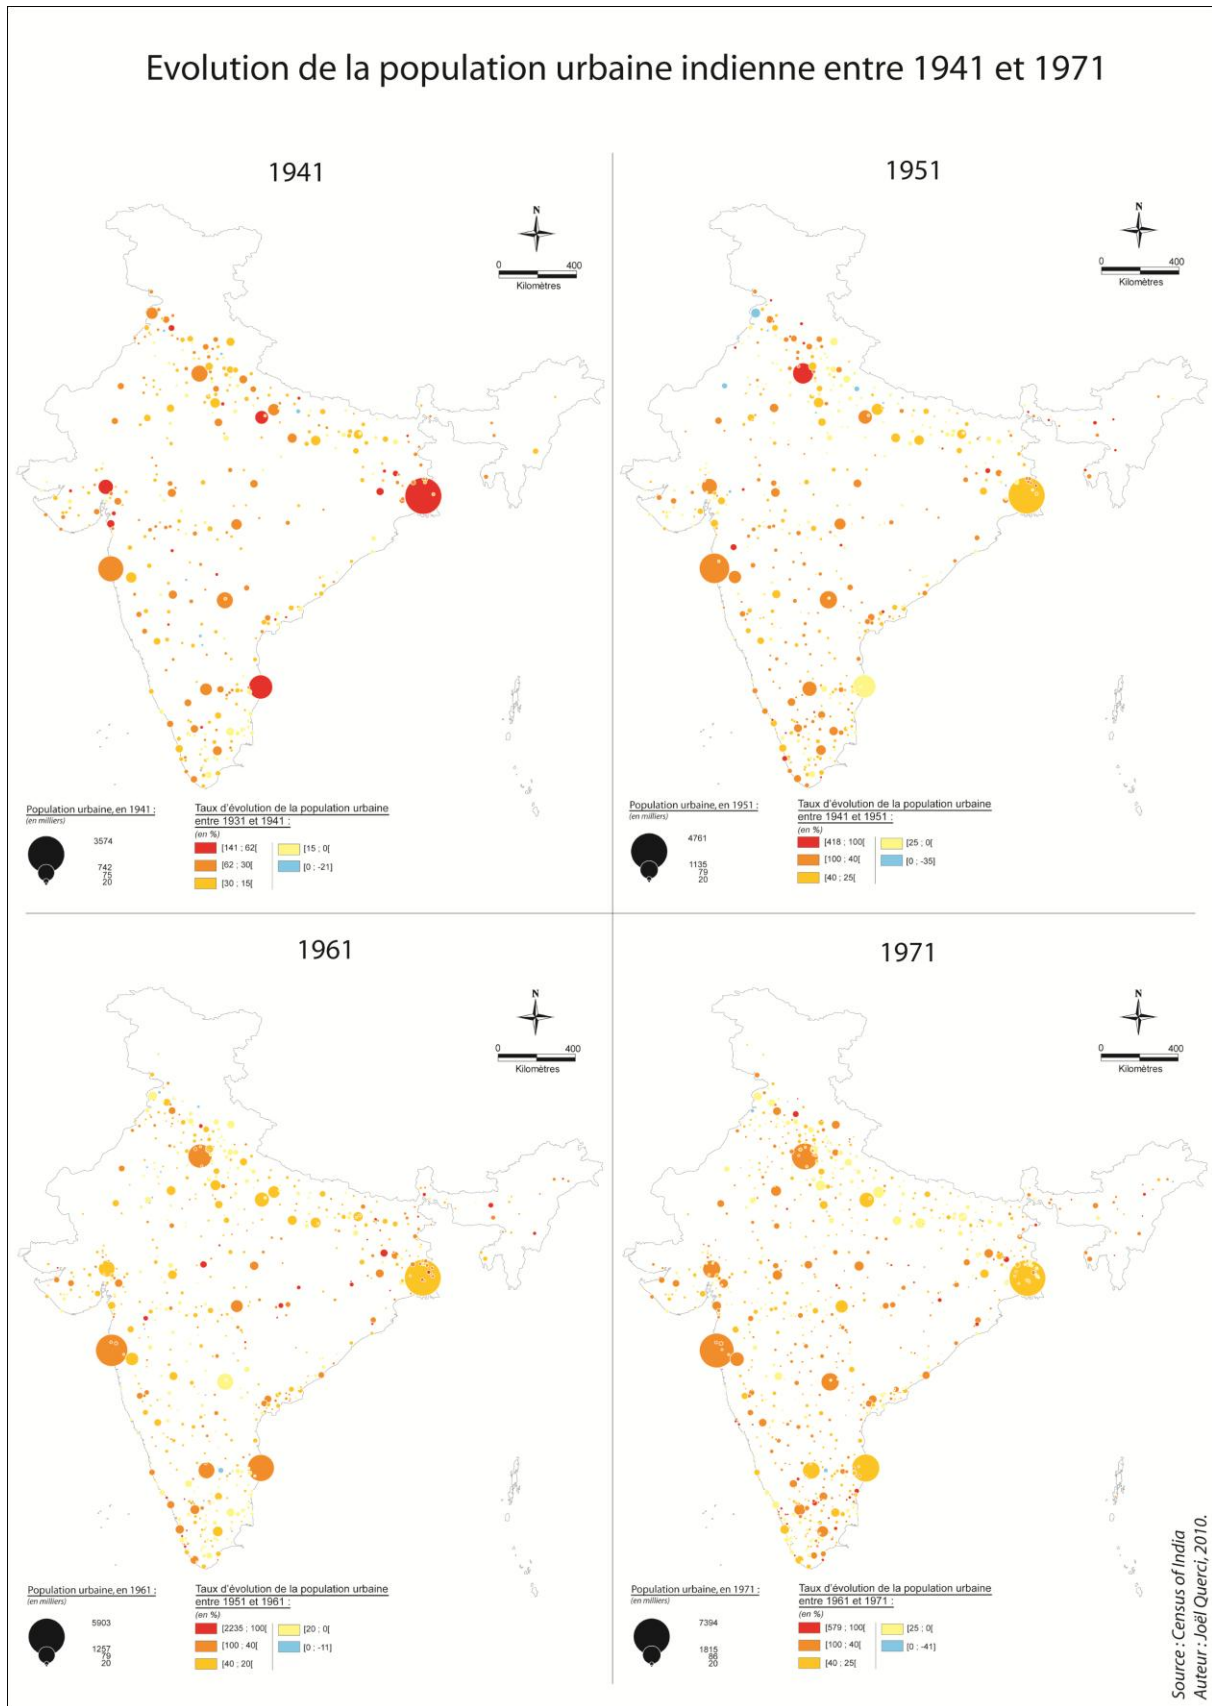 Evolution de la population urbaine indienne entre 1941 et 1971
1941
N
0 400
Kilomètres
Population urbaine, en 1941 :
(en milliers)
3574
742
75
20
Taux d'évolution de la population urbaine
entre 1931 et 1941 :
(en %)
[141 ; 62[
[62 ; 30[
[30 ; 15[
[15 ; 0[
[0 ; -21]
1951
N
0 400
Kilomètres
Population urbaine, en 1951 :
(en milliers)
4761
1135
79
20
Taux d'évolution de la population urbaine
entre 1941 et 1951 :
(en %)
[418 ; 100[
[100 ; 40[
[40 ; 25[
[25 ; 0[
[0 ; -35]
1961
N
0 400
Kilomètres
Population urbaine, en 1961 :
(en milliers)
5903
1257
79
20
Taux d'évolution de la population urbaine
entre 1951 et 1961 :
(en %)
[2235 ; 100[
[100 ; 40[
[40 ; 20[
[20 ; 0[
[0 ; -11]
1971
N
0 400
Kilomètres
Population urbaine, en 1971 :
(en milliers)
7394
1815
86
20
Taux d'évolution de la population urbaine
entre 1961 et 1971 :
(en %)
[579 ; 100[
[100 ; 40[
[40 ; 25[
[25 ; 0[
[0 ; -41]
Source : Census of India
Auteur : Joël Querci, 2010.